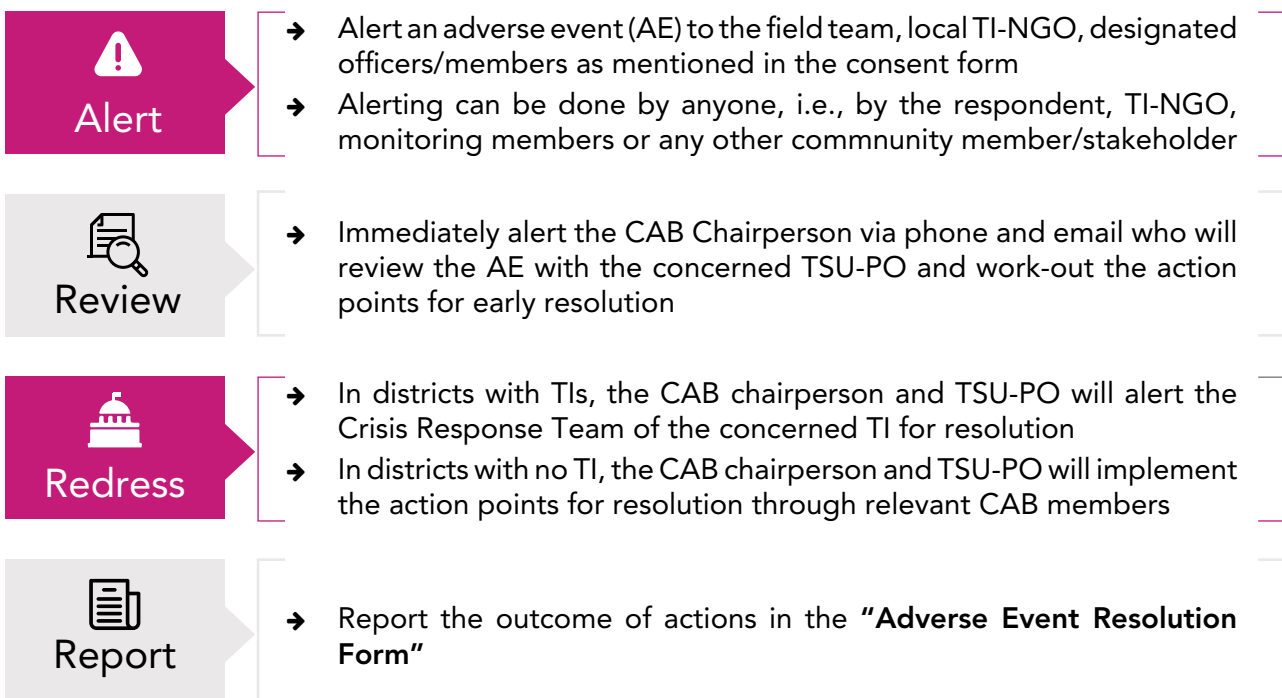 Alert
➔ Alert an adverse event (AE) to the field team, local TI-NGO, designated
officers/members as mentioned in the consent form
➔ Alerting can be done by anyone, i.e., by the respondent, TI-NGO,
monitoring members or any other commnunity member/stakeholder
Review
➔ Immediately alert the CAB Chairperson via phone and email who will
review the AE with the concerned TSU-PO and work-out the action
points for early resolution
Redress
➔ In districts with TIs, the CAB chairperson and TSU-PO will alert the
Crisis Response Team of the concerned TI for resolution
➔ In districts with no TI, the CAB chairperson and TSU-PO will implement
the action points for resolution through relevant CAB members
Report
➔ Report the outcome of actions in the “Adverse Event Resolution
Form”